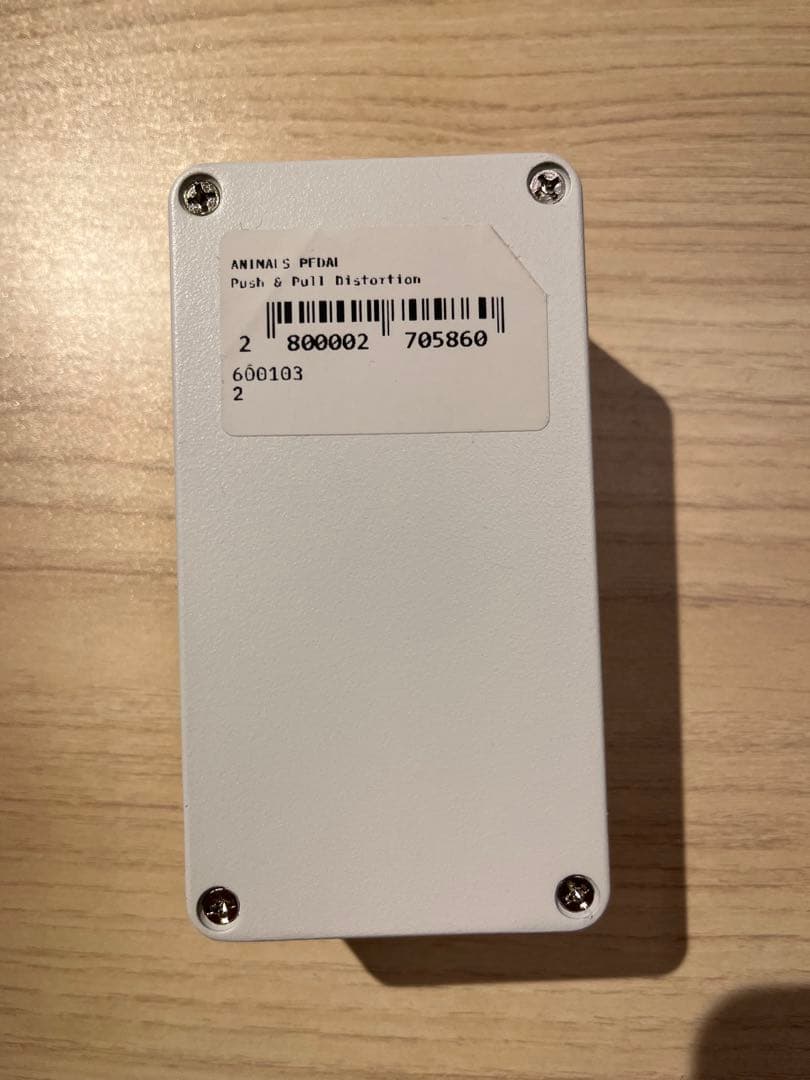 ANIMALS PEDAL
Push & Pull Distortion
2 800002 705860
600103
2